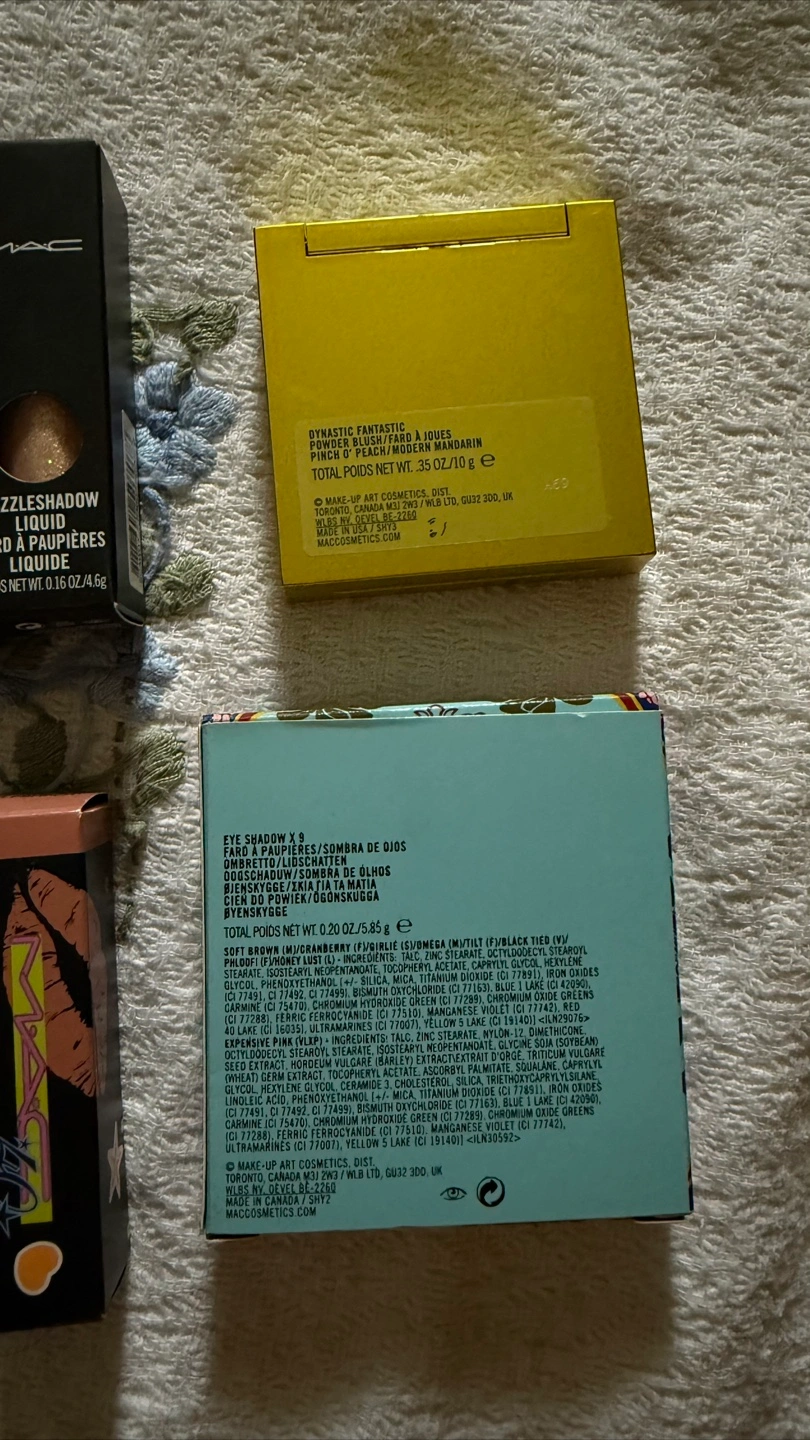 MAC
ZZLESHADOW
LIQUID
RD À PAUPIÈRES
LIQUIDE
S NET WT. 0.16 OZ./4.6g
DYNASTIC FANTASTIC
POWDER BLUSH/FARD À JOUES
PINCH O' PEACH/MODERN MANDARIN
TOTAL POIDS NET WT. .35 OZ./10 g ℮
© MAKE-UP ART COSMETICS, DIST.
TORONTO, CANADA M3J 2W3 / WLB LTD, GU32 3DD, UK
WLBS NV. OEVEL BE-2260
MADE IN USA / SHY3
MACCOSMETICS.COM
MAC
EYE SHADOW X 9
FARD À PAUPIÈRES/SOMBRA DE OJOS
OMBRETTO/LIDSCHATTEN
OOGSCHADUW/SOMBRA DE OLHOS
ØJENSKYGGE/ΣΚΙΑ ΓΙΑ ΤΑ ΜΑΤΙΑ
CIEŃ DO POWIEK/ÖGONSKUGGA
ØYENSKYGGE
TOTAL POIDS NET WT. 0.20 OZ./5.85 g ℮
SOFT BROWN (M)/CRANBERRY (F)/GIRLIE (S)/OMEGA (M)/TILT (F)/BLACK TIED (V)/
PHLOOF! (F)/HONEY LUST (L) - INGREDIENTS: TALC, ZINC STEARATE, OCTYLDODECYL STEAROYL
STEARATE, ISOSTEARYL NEOPENTANOATE, TOCOPHERYL ACETATE, CAPRYLYL GLYCOL, HEXYLENE
GLYCOL, PHENOXYETHANOL [+/- SILICA, MICA, TITANIUM DIOXIDE (CI 77891), IRON OXIDES
(CI 77491, CI 77492, CI 77499), BISMUTH OXYCHLORIDE (CI 77163), BLUE 1 LAKE (CI 42090),
CARMINE (CI 75470), CHROMIUM HYDROXIDE GREEN (CI 77289), CHROMIUM OXIDE GREENS
(CI 77288), FERRIC FERROCYANIDE (CI 77510), MANGANESE VIOLET (CI 77742), RED
40 LAKE (CI 16035), ULTRAMARINES (CI 77007), YELLOW 5 LAKE (CI 19140)] <ILN29076>
EXPENSIVE PINK (VLXP) - INGREDIENTS: TALC, ZINC STEARATE, NYLON-12, DIMETHICONE,
OCTYLDODECYL STEAROYL STEARATE, ISOSTEARYL NEOPENTANOATE, GLYCINE SOJA (SOYBEAN)
SEED EXTRACT, HORDEUM VULGARE (BARLEY) EXTRACT\EXTRAIT D'ORGE, TRITICUM VULGARE
(WHEAT) GERM EXTRACT, TOCOPHERYL ACETATE, ASCORBYL PALMITATE, SQUALANE, CAPRYLYL
GLYCOL, HEXYLENE GLYCOL, CERAMIDE 3, CHOLESTEROL, SILICA, TRIETHOXYCAPRYLYLSILANE,
LINOLEIC ACID, PHENOXYETHANOL [+/- MICA, TITANIUM DIOXIDE (CI 77891), IRON OXIDES
(CI 77491, CI 77492, CI 77499), BISMUTH OXYCHLORIDE (CI 77163), BLUE 1 LAKE (CI 42090),
CARMINE (CI 75470), CHROMIUM HYDROXIDE GREEN (CI 77289), CHROMIUM OXIDE GREENS
(CI 77288), FERRIC FERROCYANIDE (CI 77510), MANGANESE VIOLET (CI 77742),
ULTRAMARINES (CI 77007), YELLOW 5 LAKE (CI 19140)] <ILN30592>
© MAKE-UP ART COSMETICS, DIST.
TORONTO, CANADA M3J 2W3 / WLB LTD, GU32 3DD, UK
WLBS NV. OEVEL BE-2260
MADE IN CANADA / SHY2
MACCOSMETICS.COM